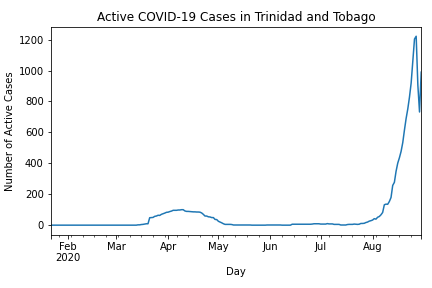 Active COVID-19 Cases in Trinidad and Tobago
1200
1000
800
600
400
200
0
Number of Active Cases
Feb Mar Apr May Jun Jul Aug
2020
Day